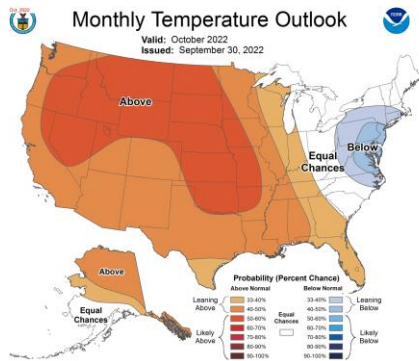 Oct 2022
Monthly Temperature Outlook
Valid: October 2022
Issued: September 30, 2022
Above
Equal
Chances
Below
Above
Equal
Chances
Probability (Percent Chance)
Above Normal
Below Normal
Leaning
Above
33-40%
40-50%
50-60%
Likely
Above
60-70%
70-80%
80-90%
90-100%
Equal
Chances
33-40%
40-50%
50-60%
Leaning
Below
60-70%
70-80%
80-90%
90-100%
Likely
Below